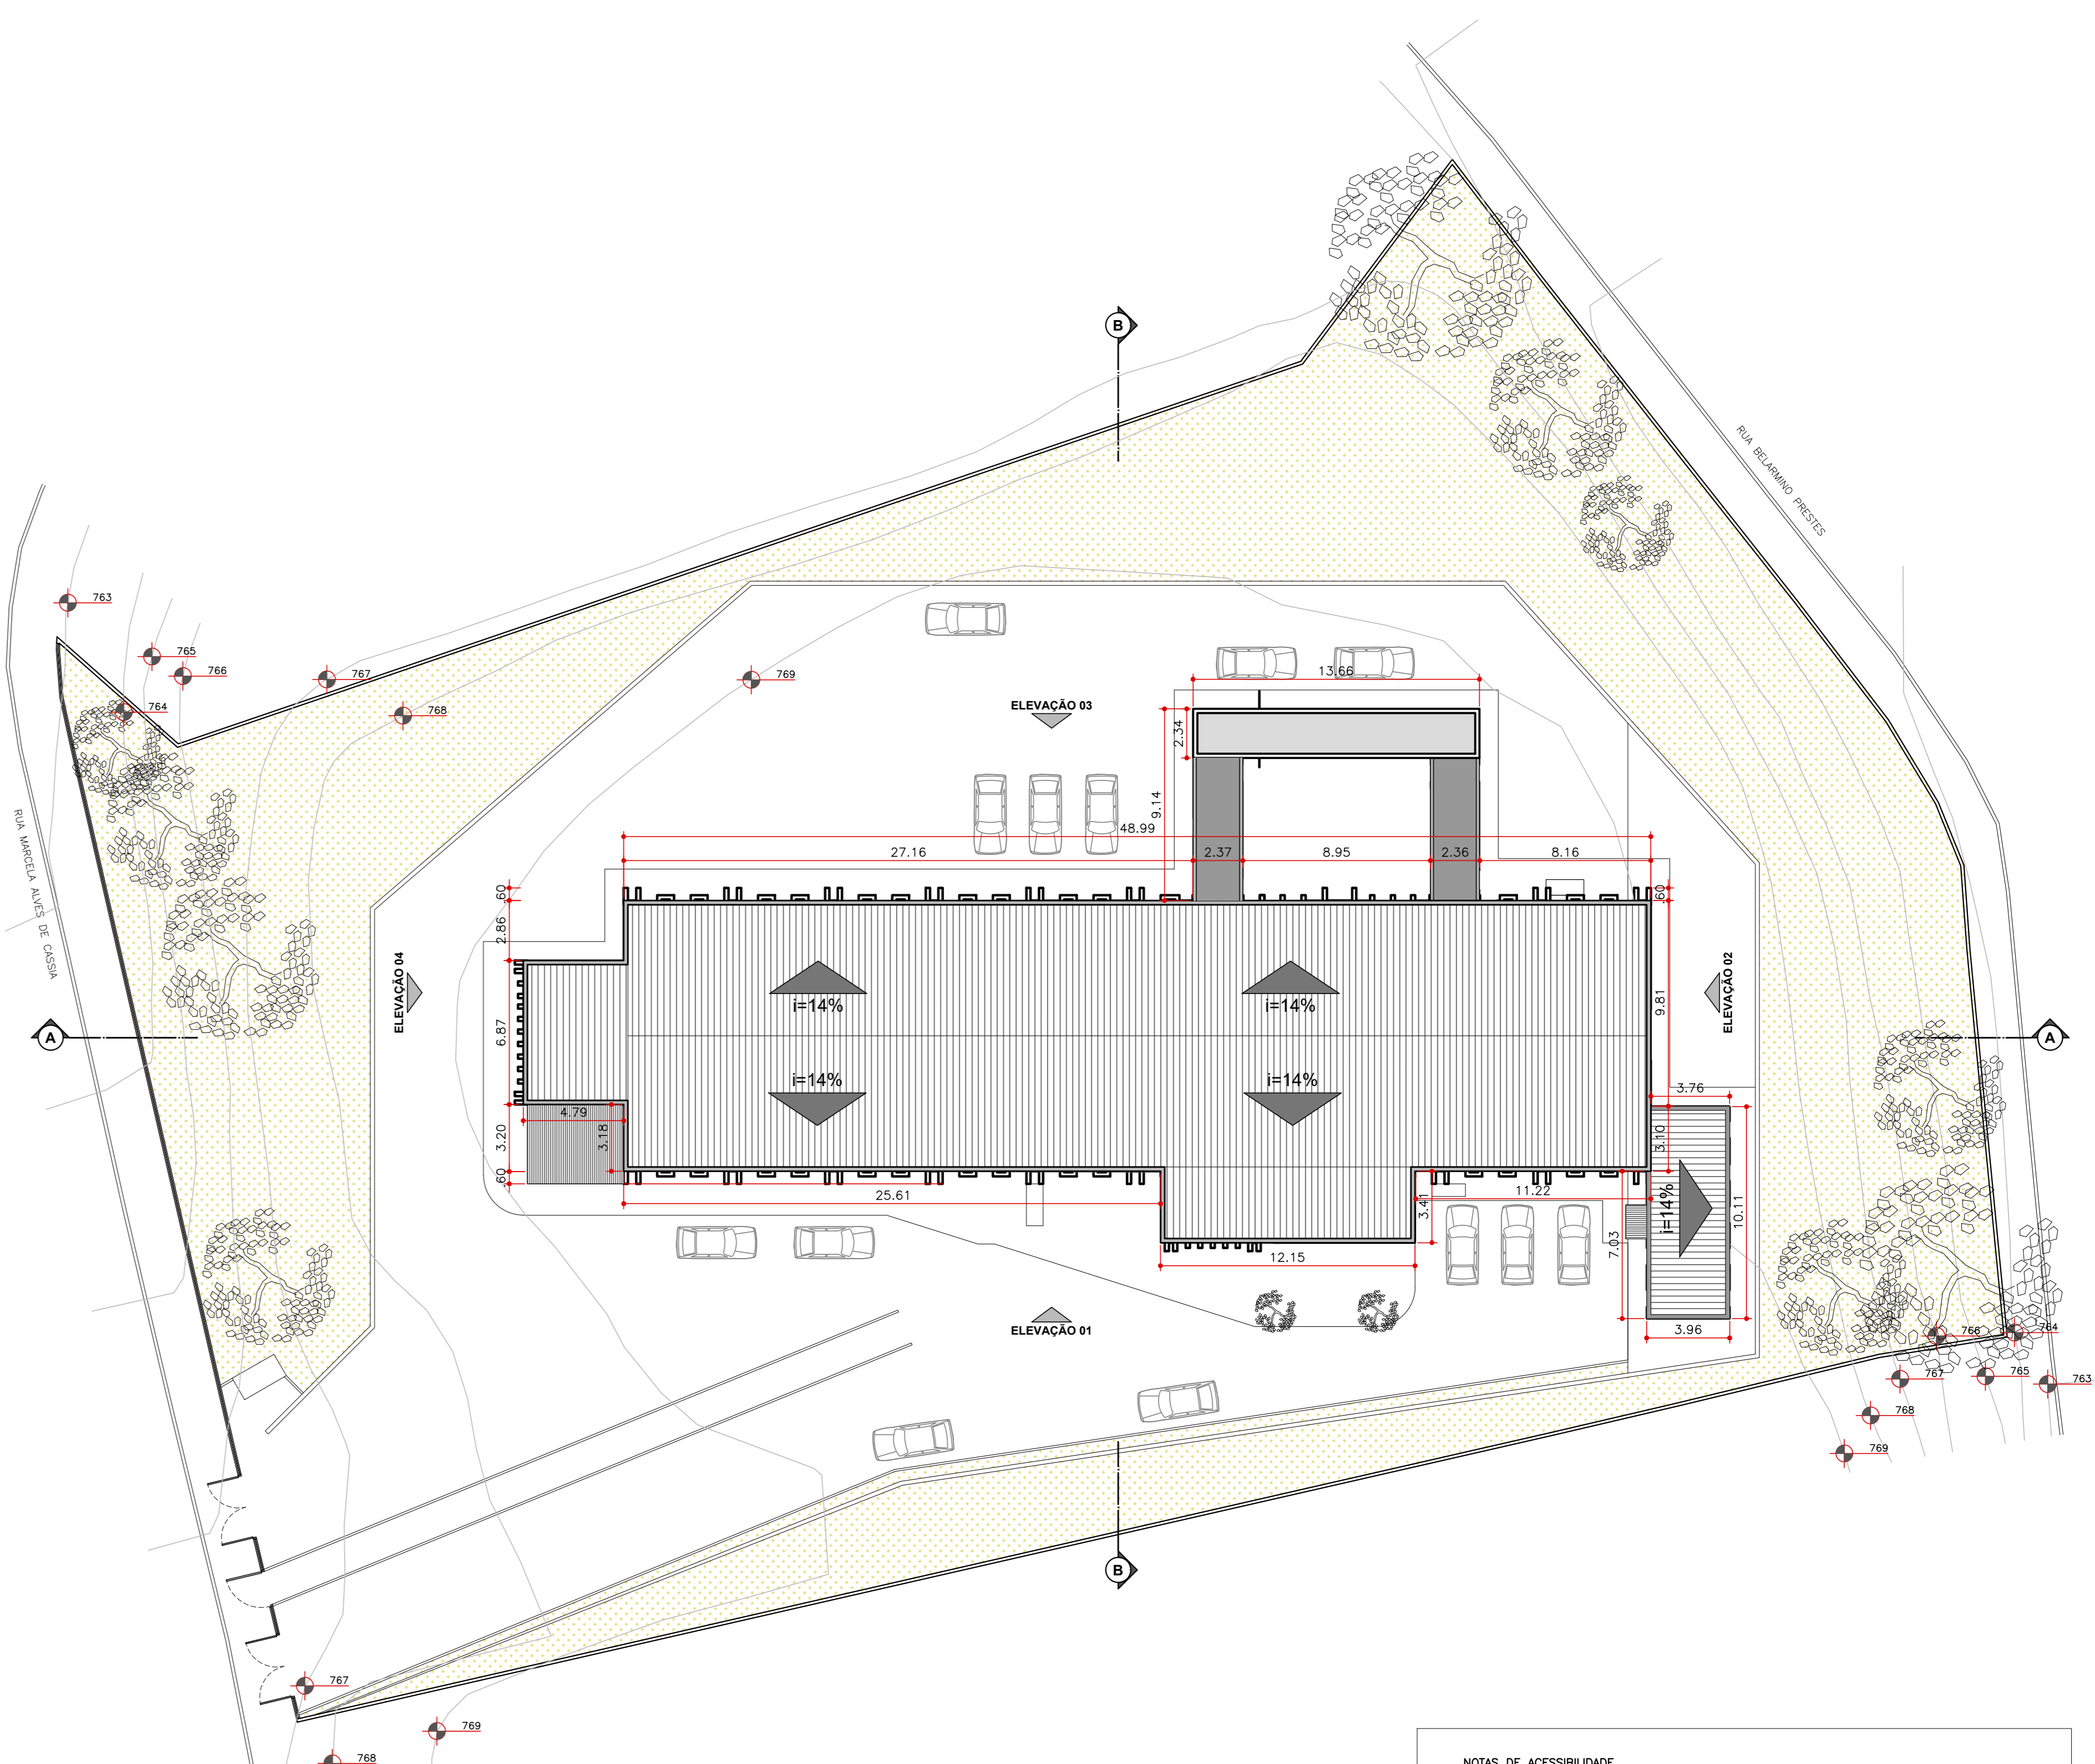 B
RUA BELARMINO PRESTES
763
765
766
767
764
768
769
ELEVAÇÃO 03
13.66
2.34
9.14
48.99
27.16
2.37
8.95
2.36
8.16
.60
.60
2.86
RUA MARCELA ALVES DE CASSIA
ELEVAÇÃO 04
ELEVAÇÃO 02
i=14%
i=14%
9.81
6.87
A
A
i=14%
i=14%
3.76
4.79
3.20
3.18
3.10
.60
25.61
11.22
3.41
i=14%
10.11
7.03
12.15
ELEVAÇÃO 01
3.96
766
764
767
765
763
768
769
B
767
769
768
NOTAS DE ACESSIBILIDADE